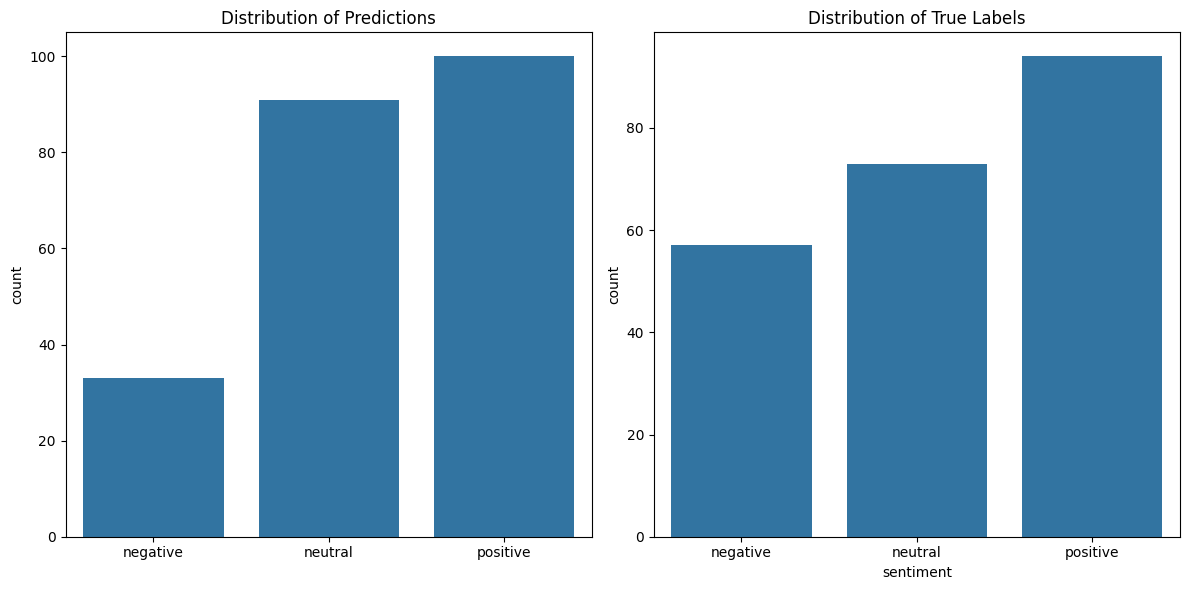 Distribution of Predictions
count
100
80
60
40
20
0
negative neutral positive
Distribution of True Labels
count
80
60
40
20
0
negative neutral positive
sentiment